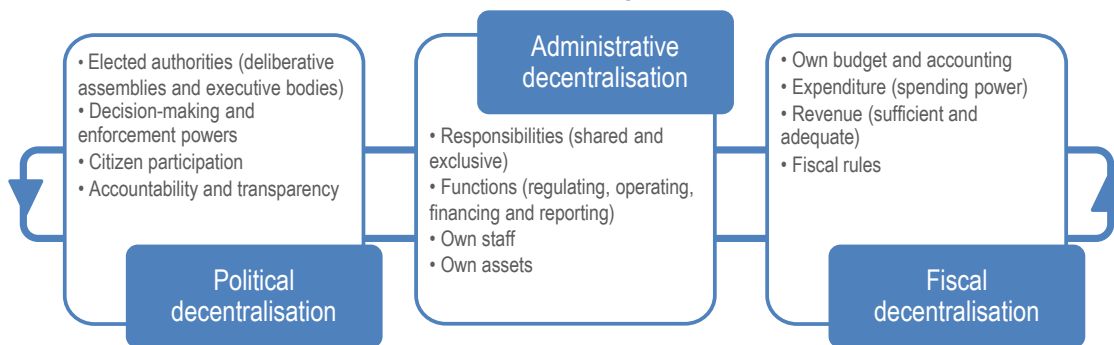 • Elected authorities (deliberative
assemblies and executive bodies)
• Decision-making and
enforcement powers
• Citizen participation
• Accountability and transparency
Political
decentralisation
Administrative
decentralisation
• Responsibilities (shared and
exclusive)
• Functions (regulating, operating,
financing and reporting)
• Own staff
• Own assets
• Own budget and accounting
• Expenditure (spending power)
• Revenue (sufficient and
adequate)
• Fiscal rules
Fiscal
decentralisation